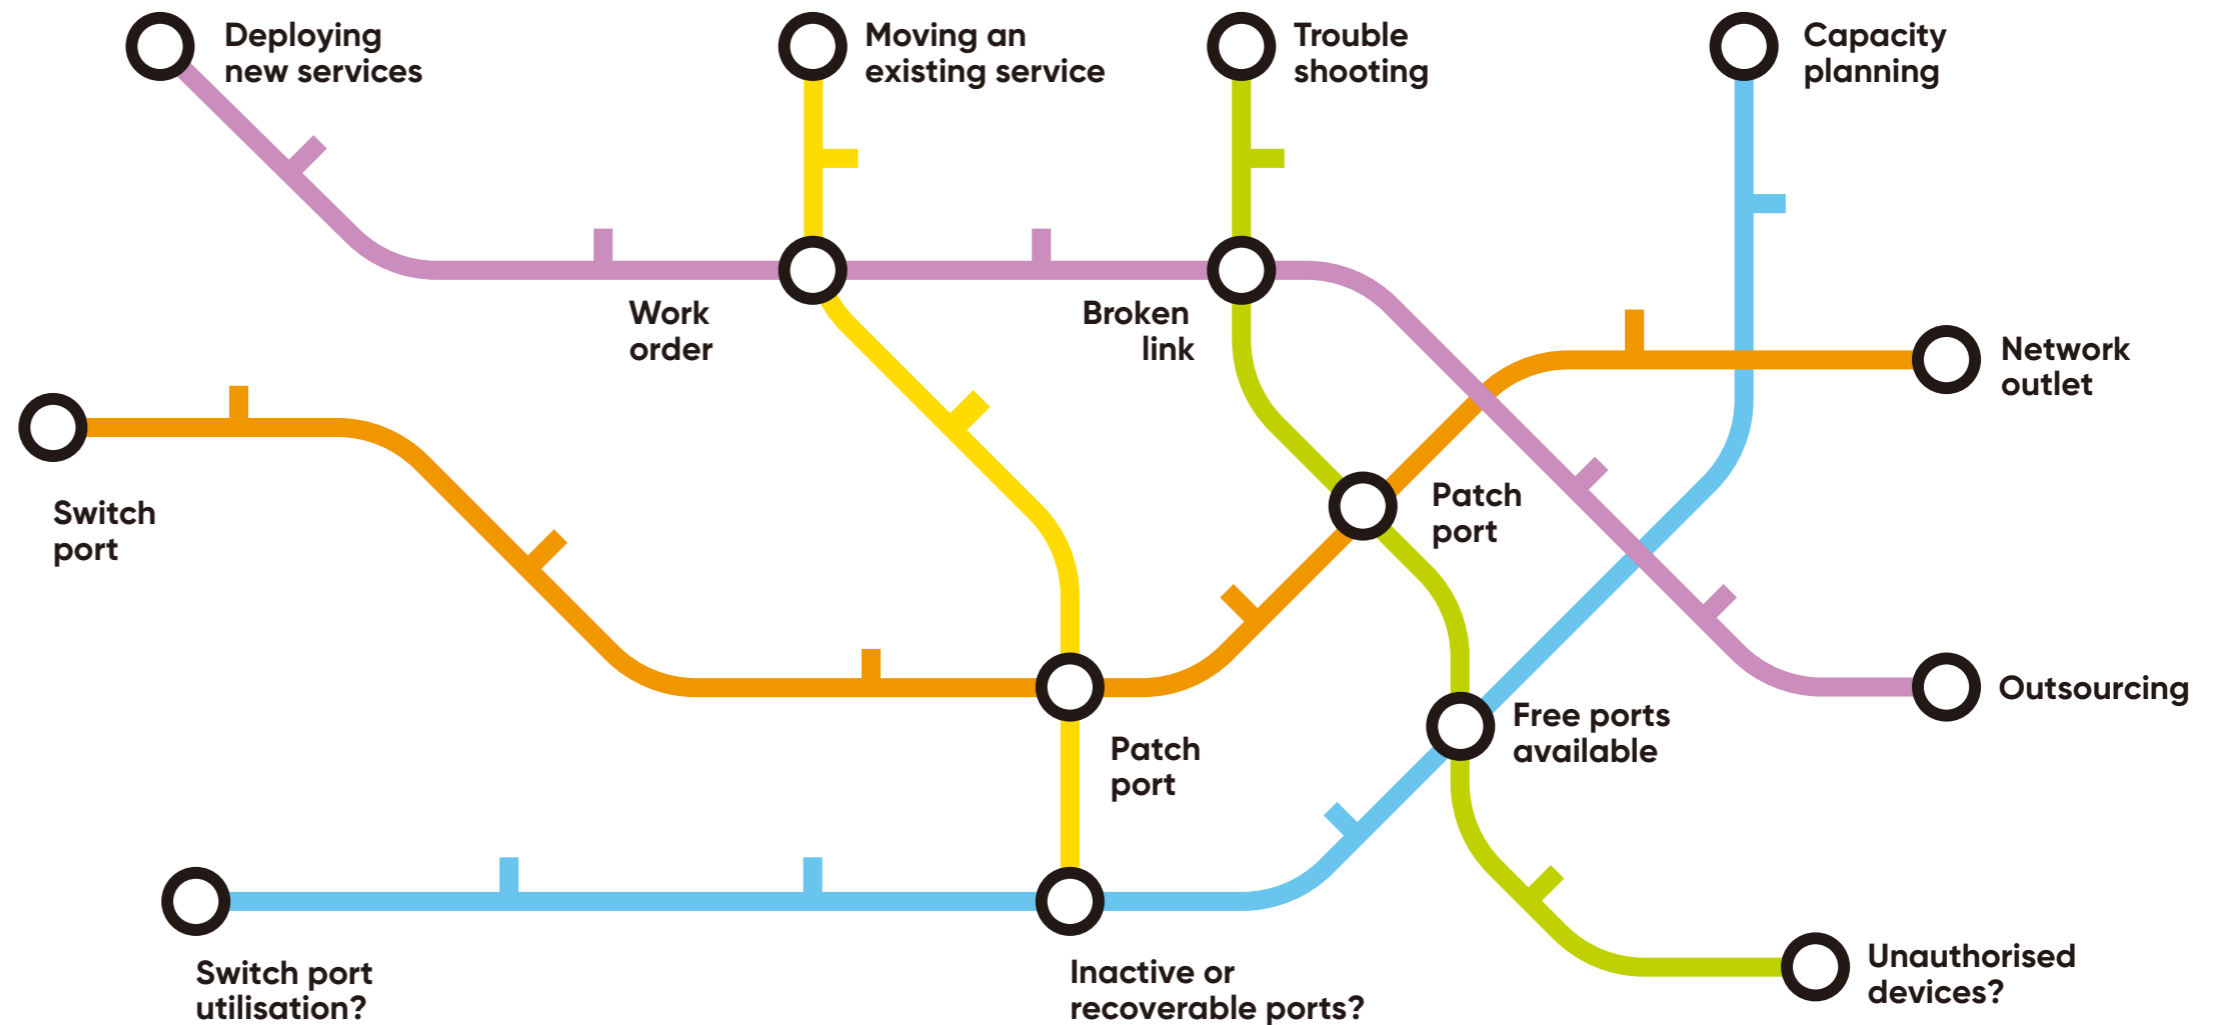 Deploying
new services
Moving an
existing service
Trouble
shooting
Capacity
planning
Work
order
Broken
link
Network
outlet
Switch
port
Patch
port
Outsourcing
Free ports
available
Patch
port
Switch port
utilisation?
Inactive or
recoverable ports?
Unauthorised
devices?